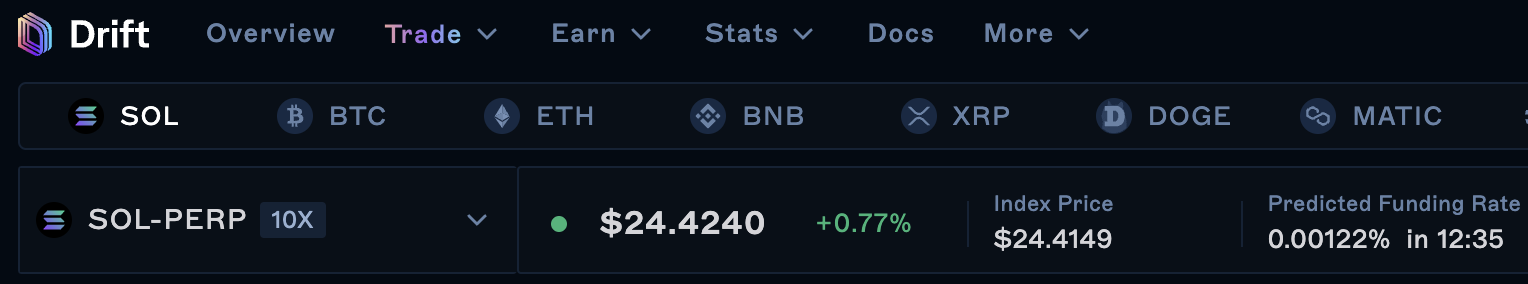 Drift Overview Trade Earn Stats Docs More
SOL BTC ETH BNB XRP DOGE MATIC
SOL-PERP 10X $24.4240 +0.77%
Index Price
$24.4149
Predicted Funding Rate
0.00122% in 12:35